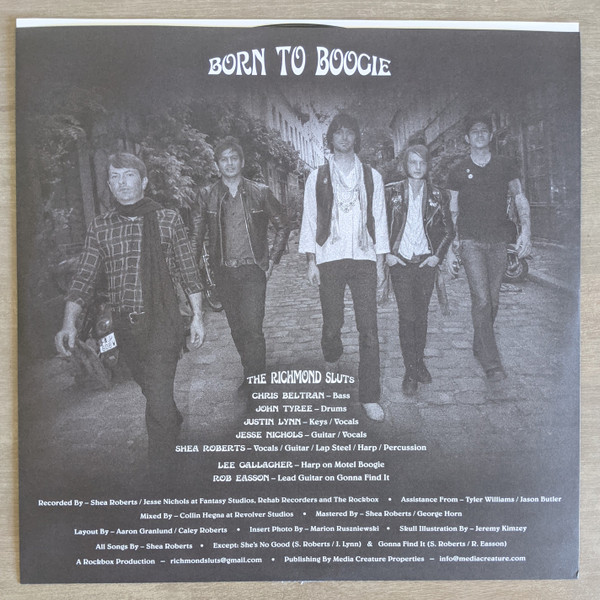 BORN TO BOOGIE
THE RICHMOND SLUTS
CHRIS BELTRAN – Bass
JOHN TYREE – Drums
JUSTIN LYNN – Keys / Vocals
JESSE NICHOLS – Guitar / Vocals
SHEA ROBERTS – Vocals / Guitar / Lap Steel / Harp / Percussion
LEE GALLAGHER – Harp on Motel Boogie
ROB EASSON – Lead Guitar on Gonna Find It
Recorded By – Shea Roberts / Jesse Nichols at Fantasy Studios, Rehab Recorders and The Rockbox • Assistance From – Tyler Williams / Jason Butler
Mixed By – Collin Hegna at Revolver Studios • Mastered By – Shea Roberts / George Horn
Layout By – Aaron Granlund / Caley Roberts • Insert Photo By – Marion Ruszniewski • Skull Illustration By – Jeremy Kimzey
All Songs By – Shea Roberts • Except: She's No Good (S. Roberts / J. Lynn) & Gonna Find It (S. Roberts / R. Easson)
A Rockbox Production – richmondsluts@gmail.com • Publishing By Media Creature Properties – info@mediacreature.com